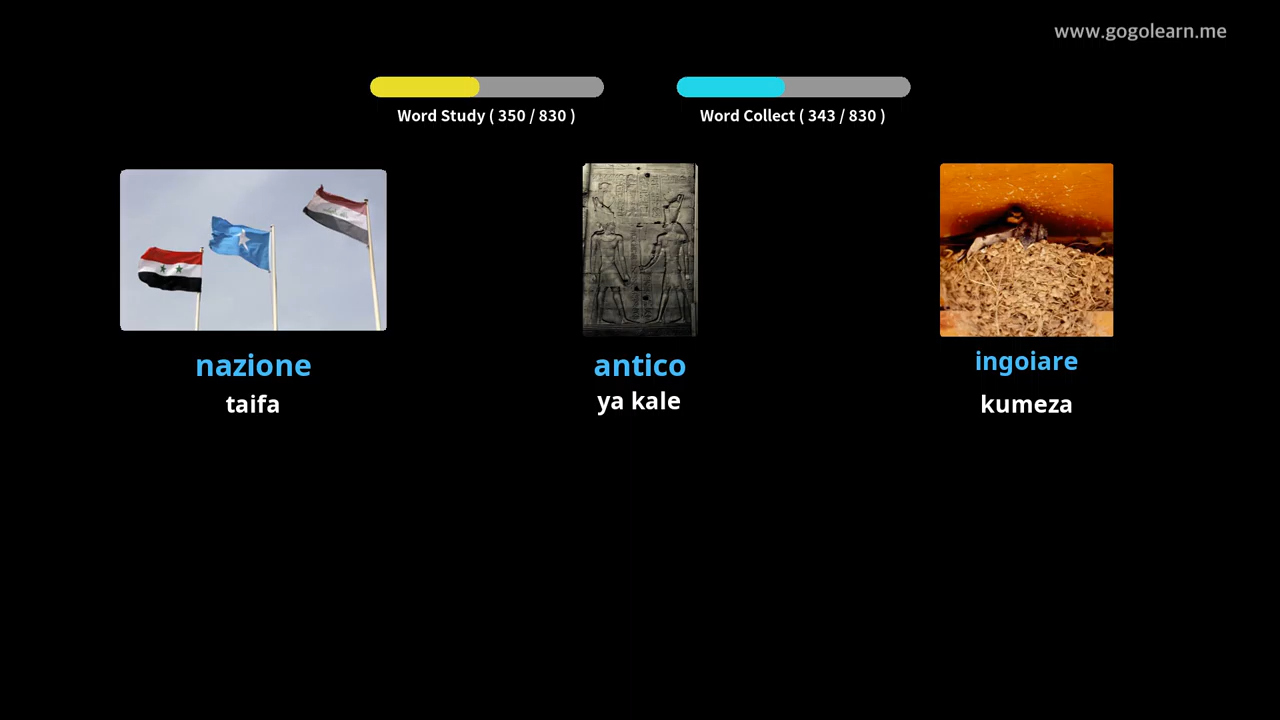 www.gogolearn.me
Word Study ( 350 / 830 )
Word Collect ( 343 / 830 )
nazione
taifa
antico
ya kale
ingoiare
kumeza